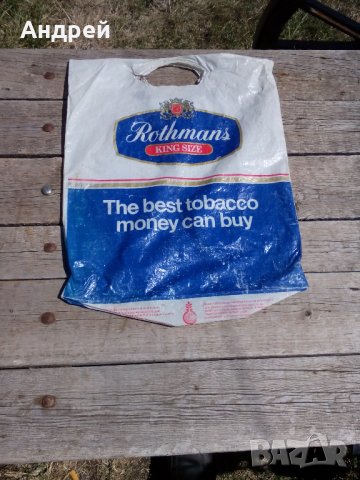 Андрей
Rothmans
KING SIZE
The best tobacco
money can buy
BAZAR